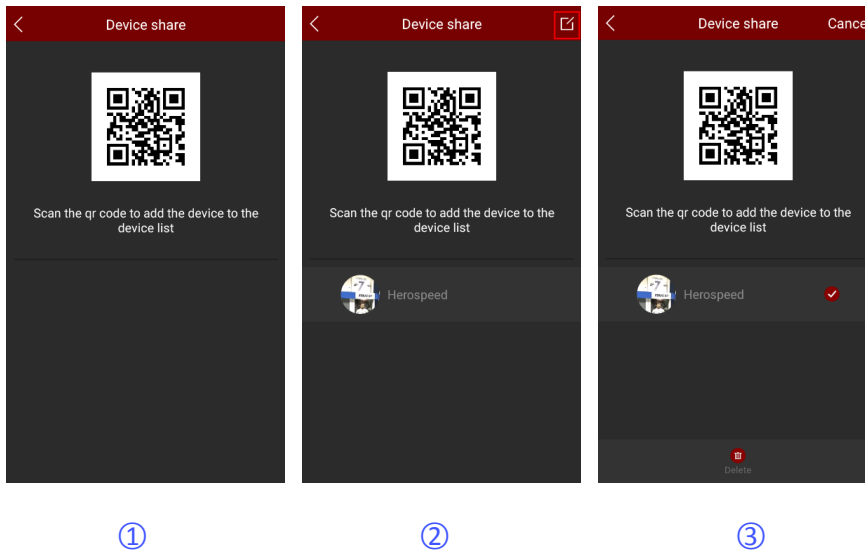 Device share
Scan the qr code to add the device to the
device list
Device share
Scan the qr code to add the device to the
device list
Herospeed
Device share Cance
Scan the qr code to add the device to the
device list
Herospeed
Delete
① ② ③